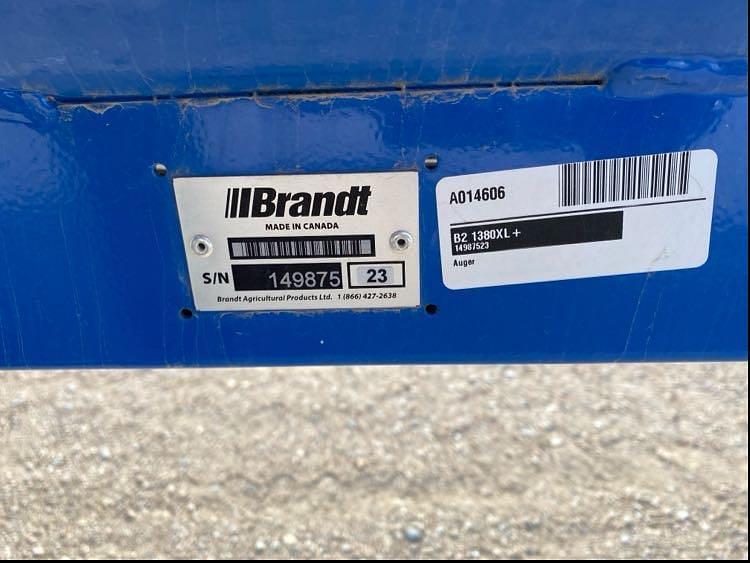 Brandt
MADE IN CANADA
S/N 149875 23
Brandt Agricultural Products Ltd. 1 (866) 427-2638
A014606
B2 1380XL+
14987523
Auger